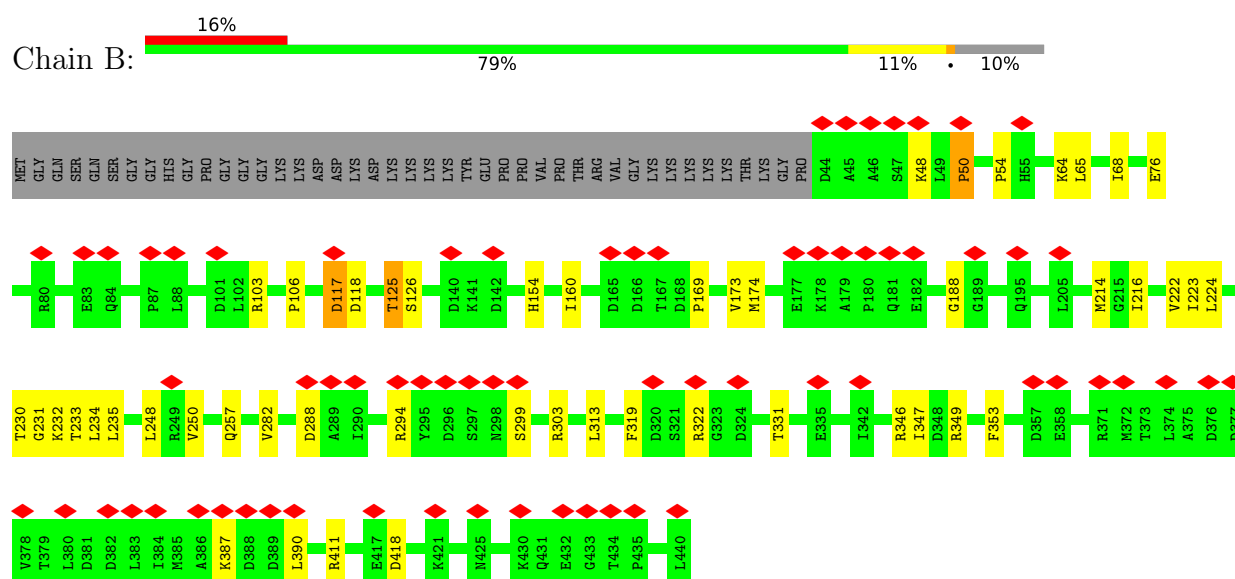 16%
Chain B:
79% 11% • 10%
MET GLY GLN SER GLN SER GLY GLY HIS GLY PRO GLY GLY GLY LYS LYS ASP ASP LYS ASP LYS LYS LYS LYS TYR GLU PRO PRO VAL PRO THR ARG VAL GLY LYS LYS LYS LYS LYS THR LYS GLY PRO D44 A45 A46 S47 K48 L49 P50 P54 H55 K64 L65 I68 E76
R80 E83 Q84 P87 L88 D101 L102 R103 P106 D117 D118 T125 S126 D140 K141 D142 H154 I160 D165 D166 T167 D168 P169 V173 M174 E177 K178 A179 P180 Q181 E182 G188 G189 Q195 L205 M214 G215 I216 V222 I223 L224
T230 G231 K232 T233 L234 L235 L248 R249 V250 Q257 V282 D288 A289 I290 R294 Y295 D296 S297 N298 S299 R303 L313 F319 D320 S321 R322 G323 D324 T331 E335 I342 R346 I347 D348 R349 F353 D357 E358 R371 M372 T373 L374 A375 D376
V378 T379 L380 D381 D382 L383 I384 M385 A386 K387 D388 D389 L390 R411 E417 D418 K421 N425 K430 Q431 E432 G433 T434 P435 L440